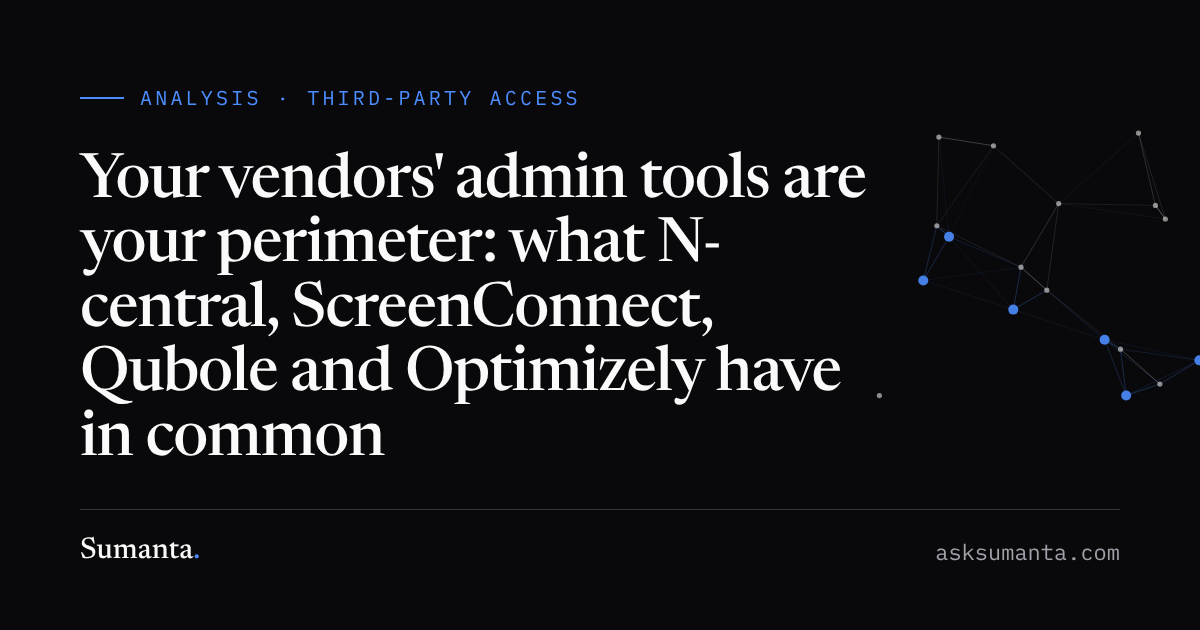 ANALYSIS · THIRD-PARTY ACCESS
Your vendors' admin tools are
your perimeter: what N-
central, ScreenConnect,
Qubole and Optimizely have
in common
Sumanta.
asksumanta.com